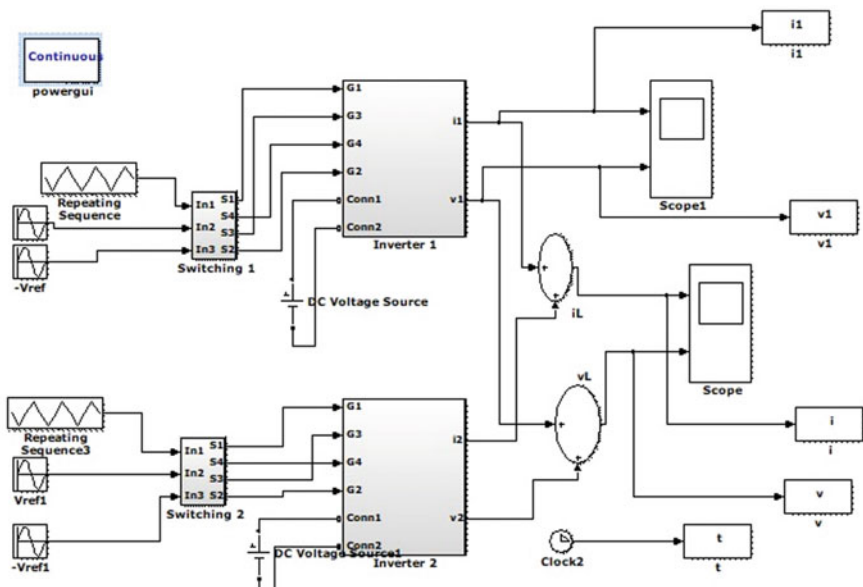 i1
i1
Continuous
powergui
G1
G3
G4
G2
Conn1
Conn2
i1
v1
Inverter 1
Scope1
v1
v1
Repeating
Sequence
-Vref
In1
In2
In3
S1
S4
S3
S2
Switching 1
DC Voltage Source
iL
Scope
vL
Repeating
Sequence3
Vref1
-Vref1
In1
In2
In3
S1
S4
S3
S2
Switching 2
G1
G3
G4
G2
Conn1
Conn2
i2
v2
Inverter 2
DC Voltage Source1
i
i
v
v
Clock2
t
t